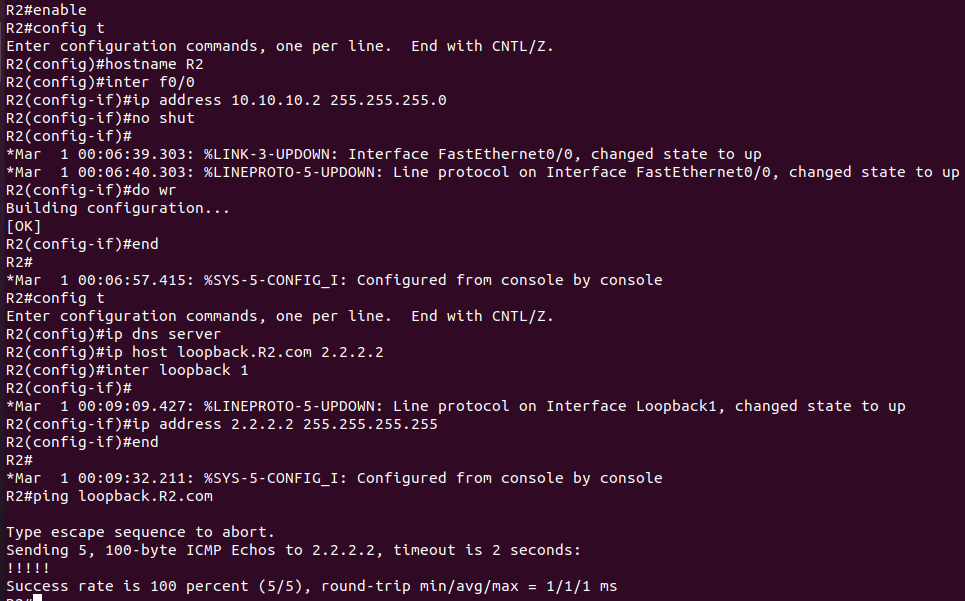 R2#enable
R2#config t
Enter configuration commands, one per line.  End with CNTL/Z.
R2(config)#hostname R2
R2(config)#inter f0/0
R2(config-if)#ip address 10.10.10.2 255.255.255.0
R2(config-if)#no shut
R2(config-if)#
*Mar  1 00:06:39.303: %LINK-3-UPDOWN: Interface FastEthernet0/0, changed state to up
*Mar  1 00:06:40.303: %LINEPROTO-5-UPDOWN: Line protocol on Interface FastEthernet0/0, changed state to up
R2(config-if)#do wr
Building configuration...
[OK]
R2(config-if)#end
R2#
*Mar  1 00:06:57.415: %SYS-5-CONFIG_I: Configured from console by console
R2#config t
Enter configuration commands, one per line.  End with CNTL/Z.
R2(config)#ip dns server
R2(config)#ip host loopback.R2.com 2.2.2.2
R2(config)#inter loopback 1
R2(config-if)#
*Mar  1 00:09:09.427: %LINEPROTO-5-UPDOWN: Line protocol on Interface Loopback1, changed state to up
R2(config-if)#ip address 2.2.2.2 255.255.255.255
R2(config-if)#end
R2#
*Mar  1 00:09:32.211: %SYS-5-CONFIG_I: Configured from console by console
R2#ping loopback.R2.com
Type escape sequence to abort.
Sending 5, 100-byte ICMP Echos to 2.2.2.2, timeout is 2 seconds:
!!!!!
Success rate is 100 percent (5/5), round-trip min/avg/max = 1/1/1 ms
R2#